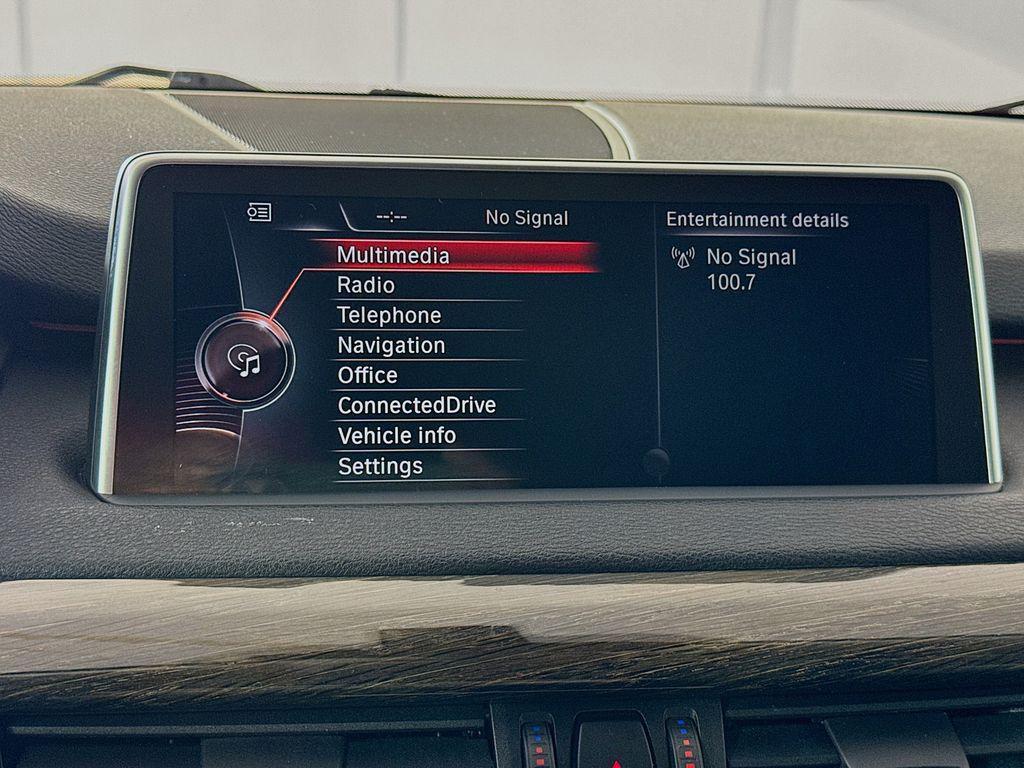 --:-- No Signal
Multimedia
Radio
Telephone
Navigation
Office
ConnectedDrive
Vehicle info
Settings
Entertainment details
No Signal
100.7